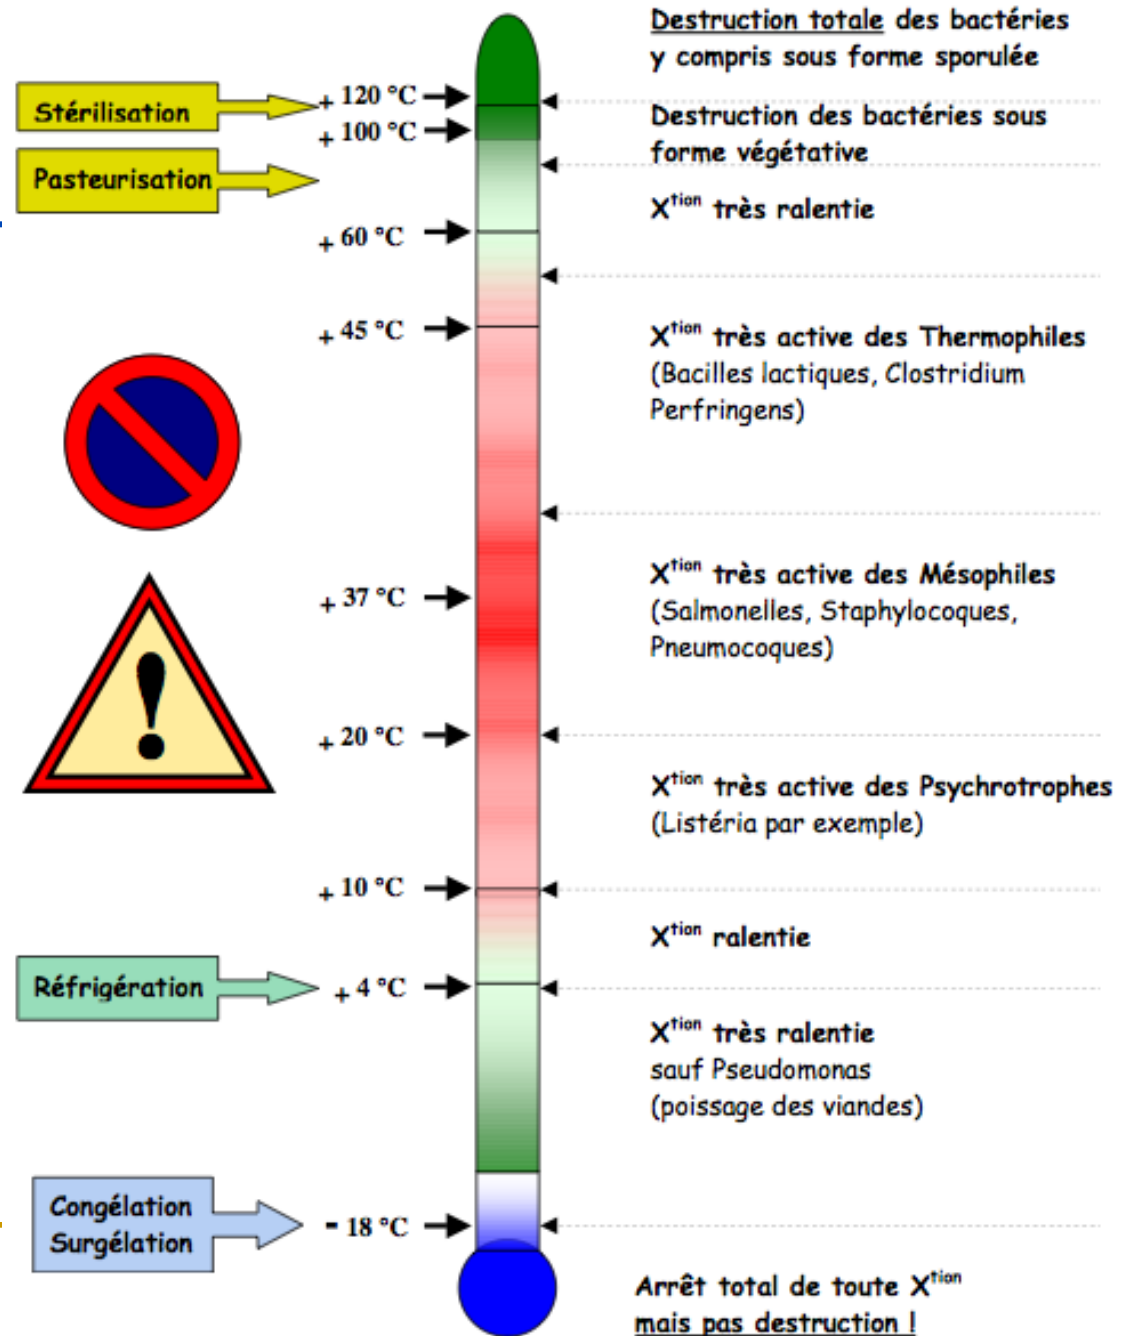 Destruction totale des bactéries
y compris sous forme sporulée
Stérilisation
+ 120 °C
+ 100 °C
Destruction des bactéries sous
forme végétative
Pasteurisation
Xtion très ralentie
+ 60 °C
+ 45 °C
Xtion très active des Thermophiles
(Bacilles lactiques, Clostridium
Perfringens)
Xtion très active des Mésophiles
(Salmonelles, Staphylocoques,
Pneumocoques)
+ 37 °C
!
+ 20 °C
Xtion très active des Psychrotrophes
(Listéria par exemple)
+ 10 °C
Xtion ralentie
Réfrigération
+ 4 °C
Xtion très ralentie
sauf Pseudomonas
(poissage des viandes)
Congélation
Surgélation
- 18 °C
Arrêt total de toute Xtion
mais pas destruction !